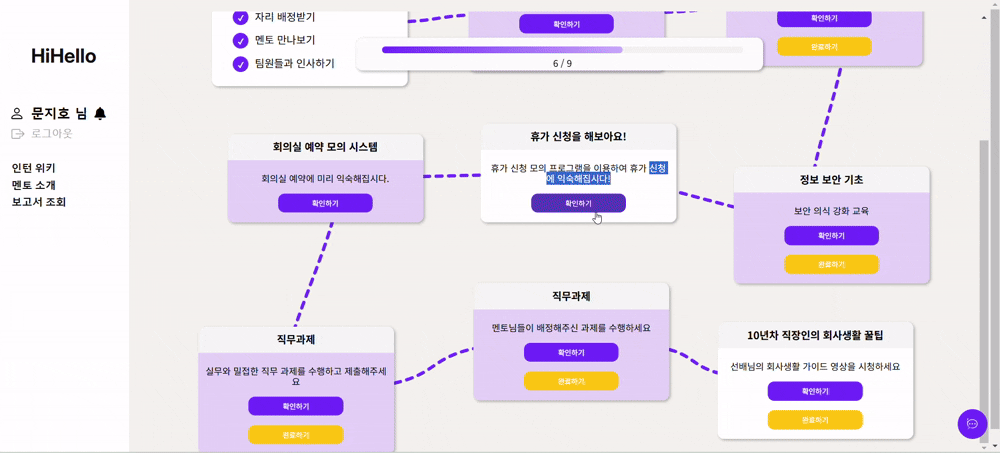 HiHello
문지호 님
로그아웃
인턴 위키
멘토 소개
보고서 조회
자리 배정받기
멘토 만나보기
팀원들과 인사하기
확인하기
확인하기
완료하기
6 / 9
회의실 예약 모의 시스템
회의실 예약에 미리 익숙해집시다.
확인하기
휴가 신청을 해보아요!
휴가 신청 모의 프로그램을 이용하여 휴가 신청
에 익숙해집시다!
확인하기
정보 보안 기초
보안 의식 강화 교육
확인하기
완료하기
직무과제
실무와 밀접한 직무 과제를 수행하고 제출해주세
요
확인하기
완료하기
직무과제
멘토님들이 배정해주신 과제를 수행하세요
확인하기
완료하기
10년차 직장인의 회사생활 꿀팁
선배님의 회사생활 가이드 영상을 시청하세요
확인하기
완료하기